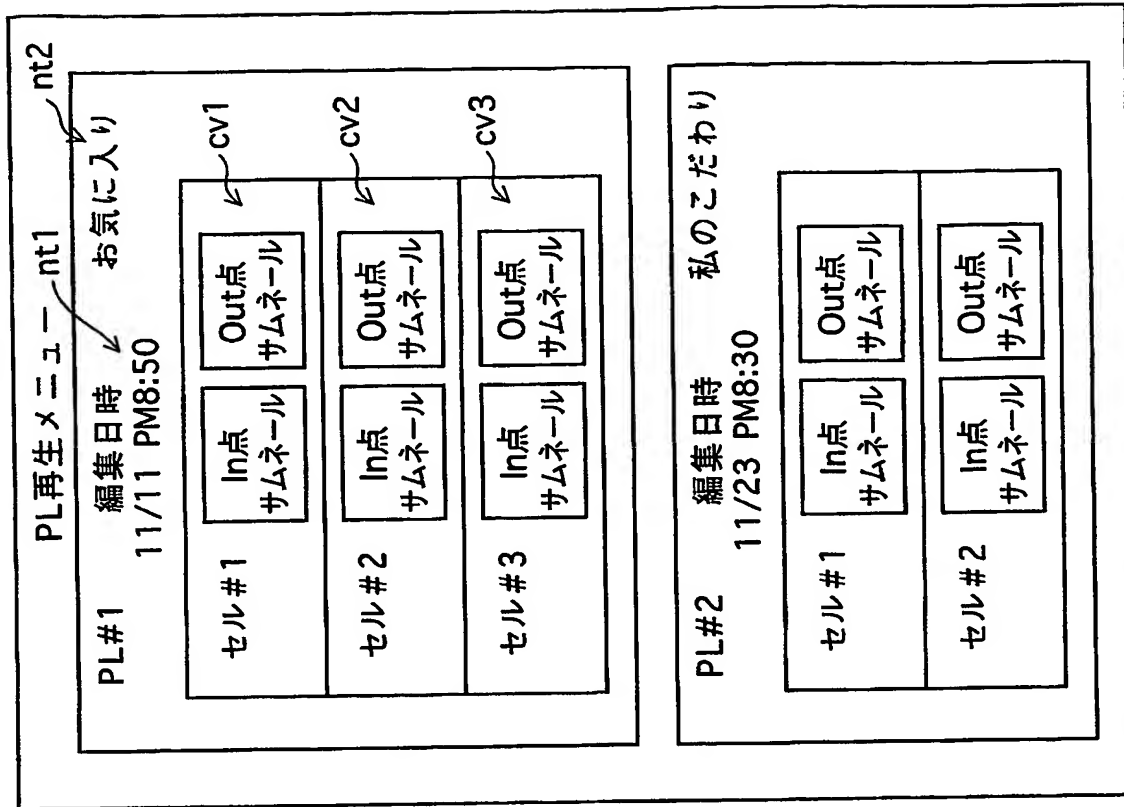 PL再生メニュー
nt1
nt2
PL#1
編集日時
11/11 PM8:50
お気に入り
セル#1
In点
サムネール
Out点
サムネール
cv1
セル#2
In点
サムネール
Out点
サムネール
cv2
セル#3
In点
サムネール
Out点
サムネール
cv3
PL#2
編集日時
11/23 PM8:30
私のこだわり
セル#1
In点
サムネール
Out点
サムネール
セル#2
In点
サムネール
Out点
サムネール